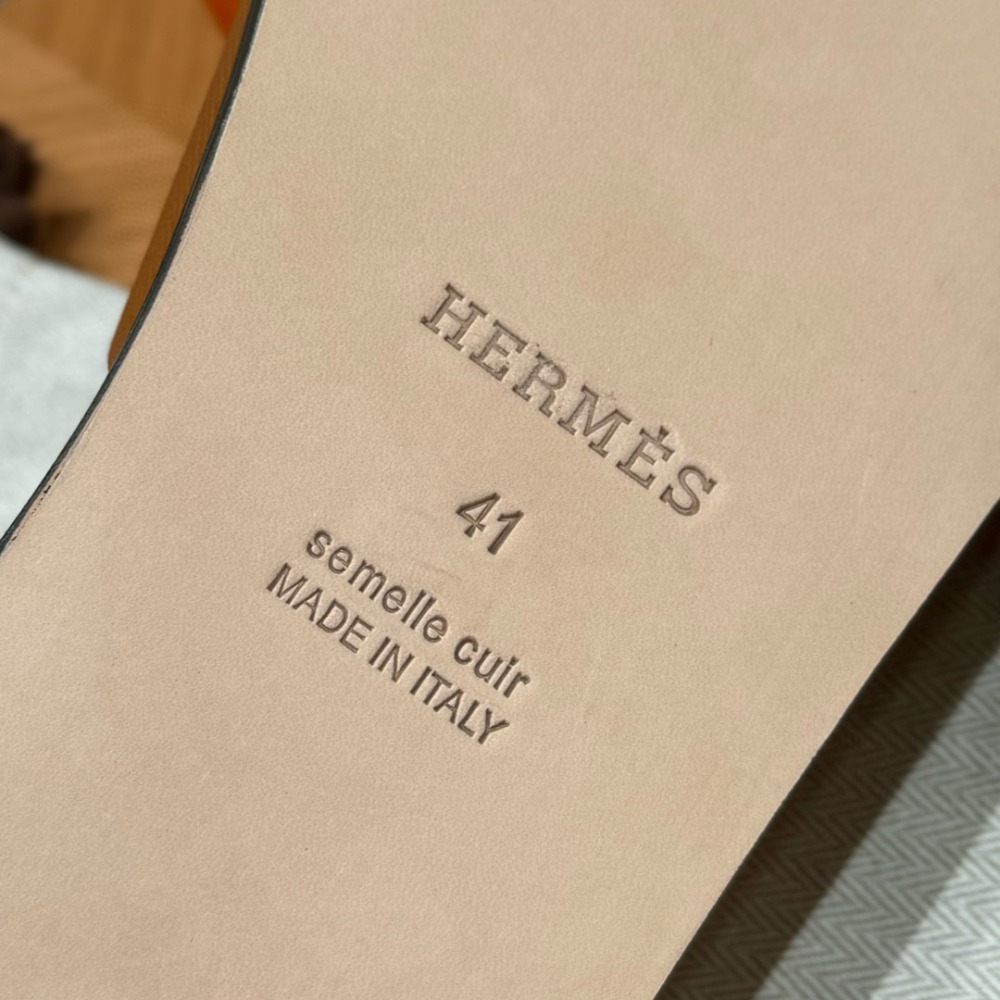 HERMÈS
41
semelle cuir
MADE IN ITALY